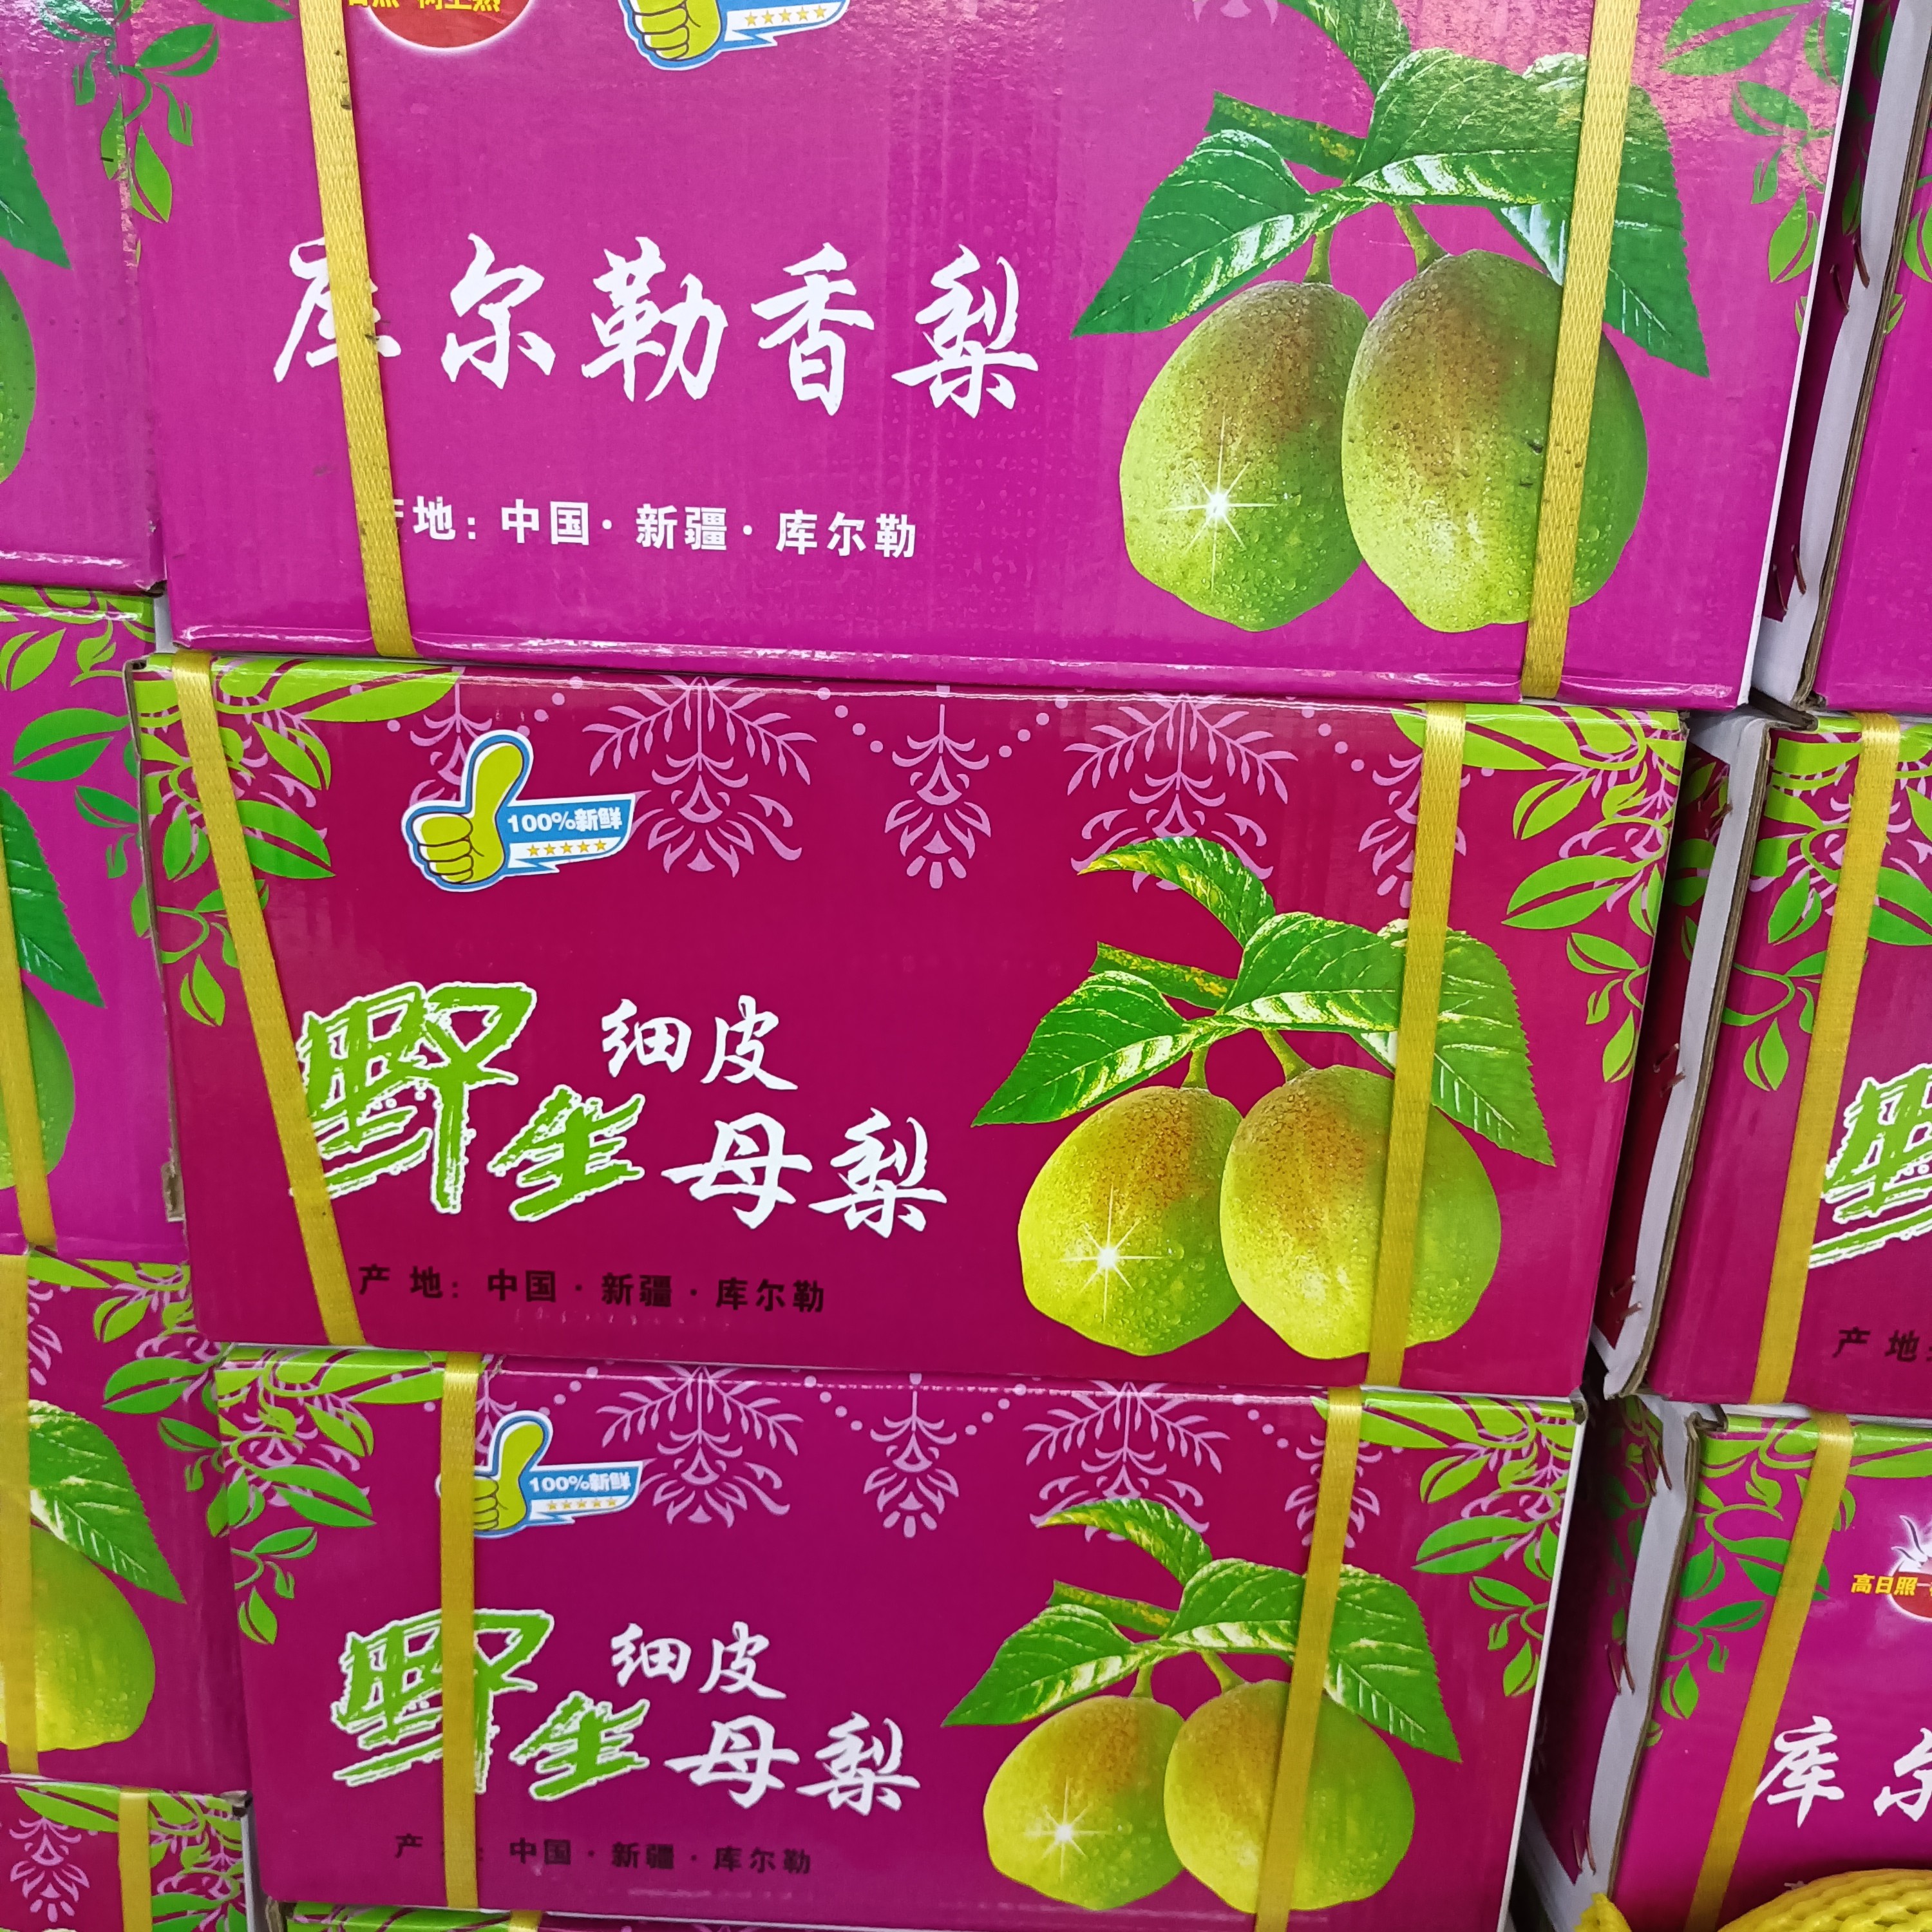 库尔勒香梨
产地：中国·新疆·库尔勒
100%新鲜
野生
细皮
母梨
产地：中国·新疆·库尔勒
野
产地：
100%新鲜
野生
细皮
母梨
产 ：中国·新疆·库尔勒
高日照
库尔